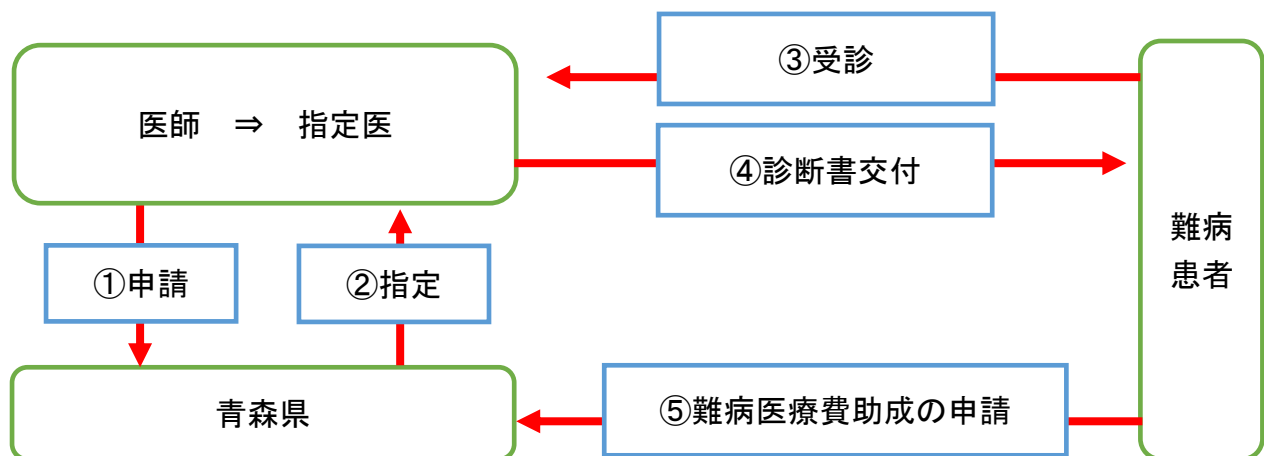 ③受診
医師　⇒　指定医
④診断書交付
難病
患者
①申請
②指定
青森県
⑤難病医療費助成の申請